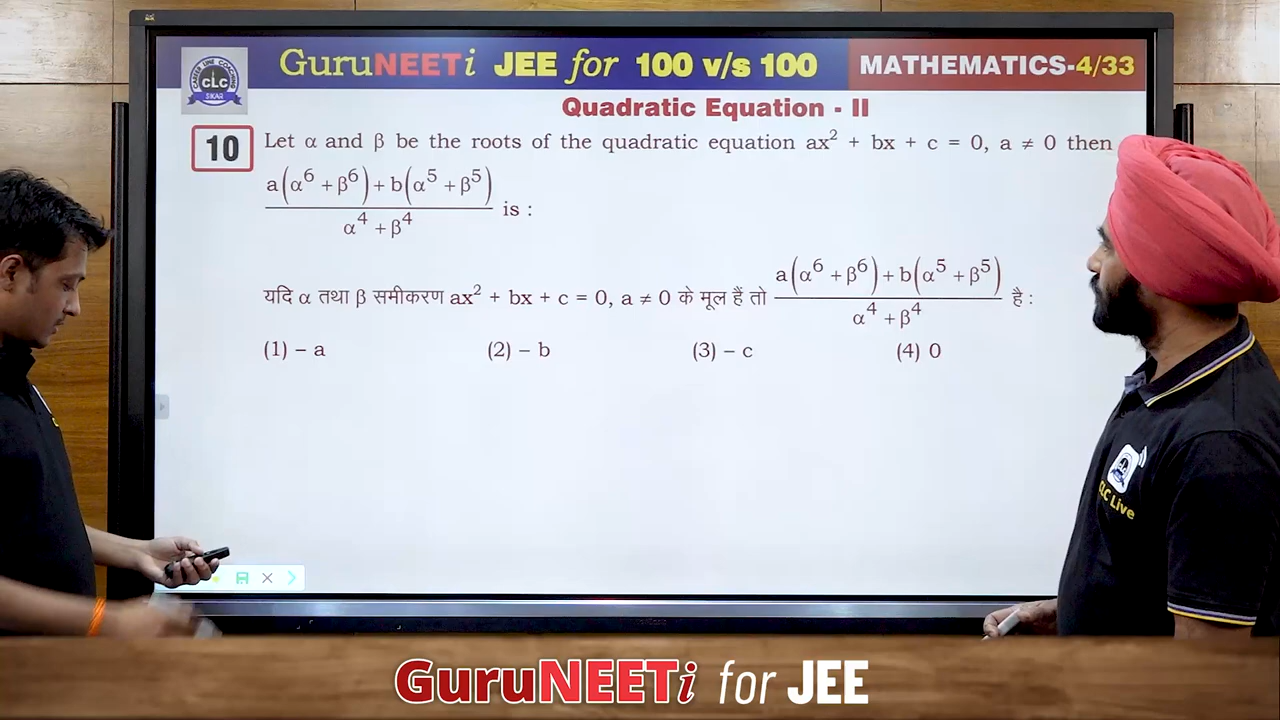 GuruNEETi JEE for 100 v/s 100
MATHEMATICS-4/33
CLC
SIKAR
Quadratic Equation - II
10 Let α and β be the roots of the quadratic equation ax² + bx + c = 0, a ≠ 0 then
a(α⁶ + β⁶) + b(α⁵ + β⁵)
is :
α⁴ + β⁴
यदि α तथा β समीकरण ax² + bx + c = 0, a ≠ 0 के मूल हैं तो a(α⁶ + β⁶) + b(α⁵ + β⁵) / α⁴ + β⁴ है :
(1) – a (2) – b (3) – c (4) 0
CLC Live
GuruNEETi for JEE